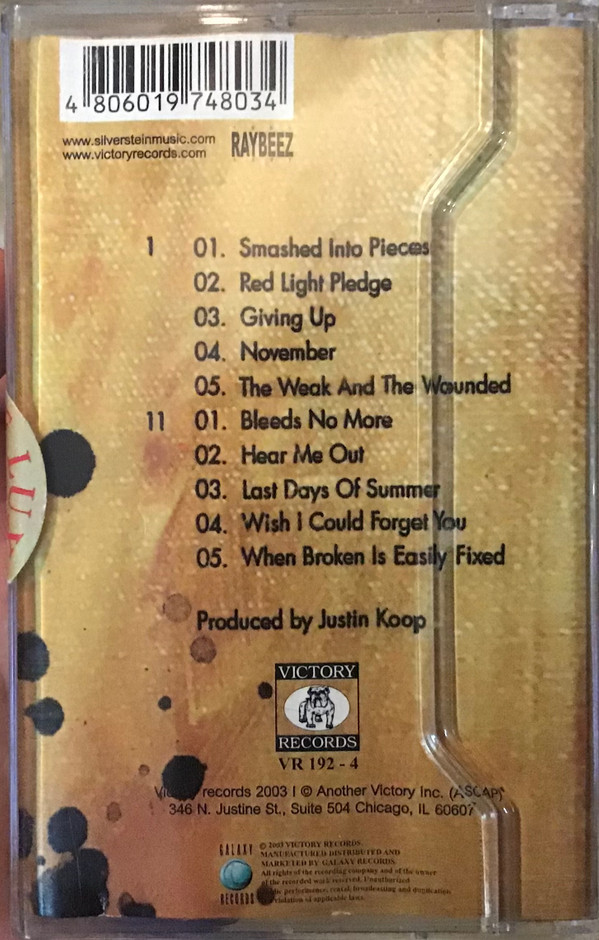 4 806019 748034
www.silversteinmusic.com
www.victoryrecords.com
RAYBEEZ
1 01. Smashed Into Pieces
02. Red Light Pledge
03. Giving Up
04. November
05. The Weak And The Wounded
11 01. Bleeds No More
02. Hear Me Out
03. Last Days Of Summer
04. Wish I Could Forget You
05. When Broken Is Easily Fixed
Produced by Justin Koop
VICTORY
RECORDS
VR 192 - 4
records 2003 I © Another Victory Inc. (ASCAP)
346 N. Justine St., Suite 504 Chicago, IL 60607
GALAXY
RECORDS
© 2003 VICTORY RECORDS.
MANUFACTURED DISTRIBUTED AND
MARKETED BY GALAXY RECORDS.
All rights of the recording company and of the owner
of the recorded work reserved. Unauthorized
performance, rental, broadcasting and duplication
violation of applicable laws.